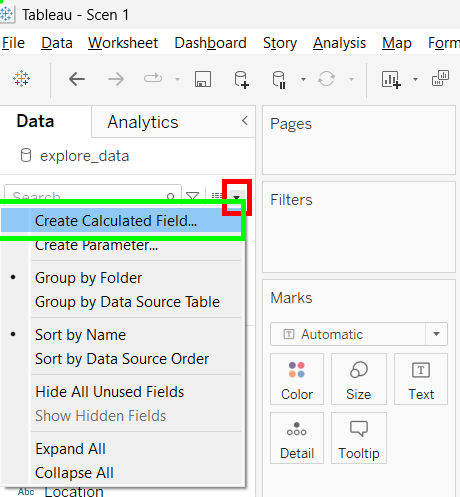 Tableau - Scen 1
File Data Worksheet Dashboard Story Analysis Map Form
Data Analytics
explore_data
Search
Create Calculated Field...
Create Parameter...
Group by Folder
Group by Data Source Table
Sort by Name
Sort by Data Source Order
Hide All Unused Fields
Show Hidden Fields
Expand All
Collapse All
Abc Location
Pages
Filters
Marks
Automatic
Color Size Text
Detail Tooltip